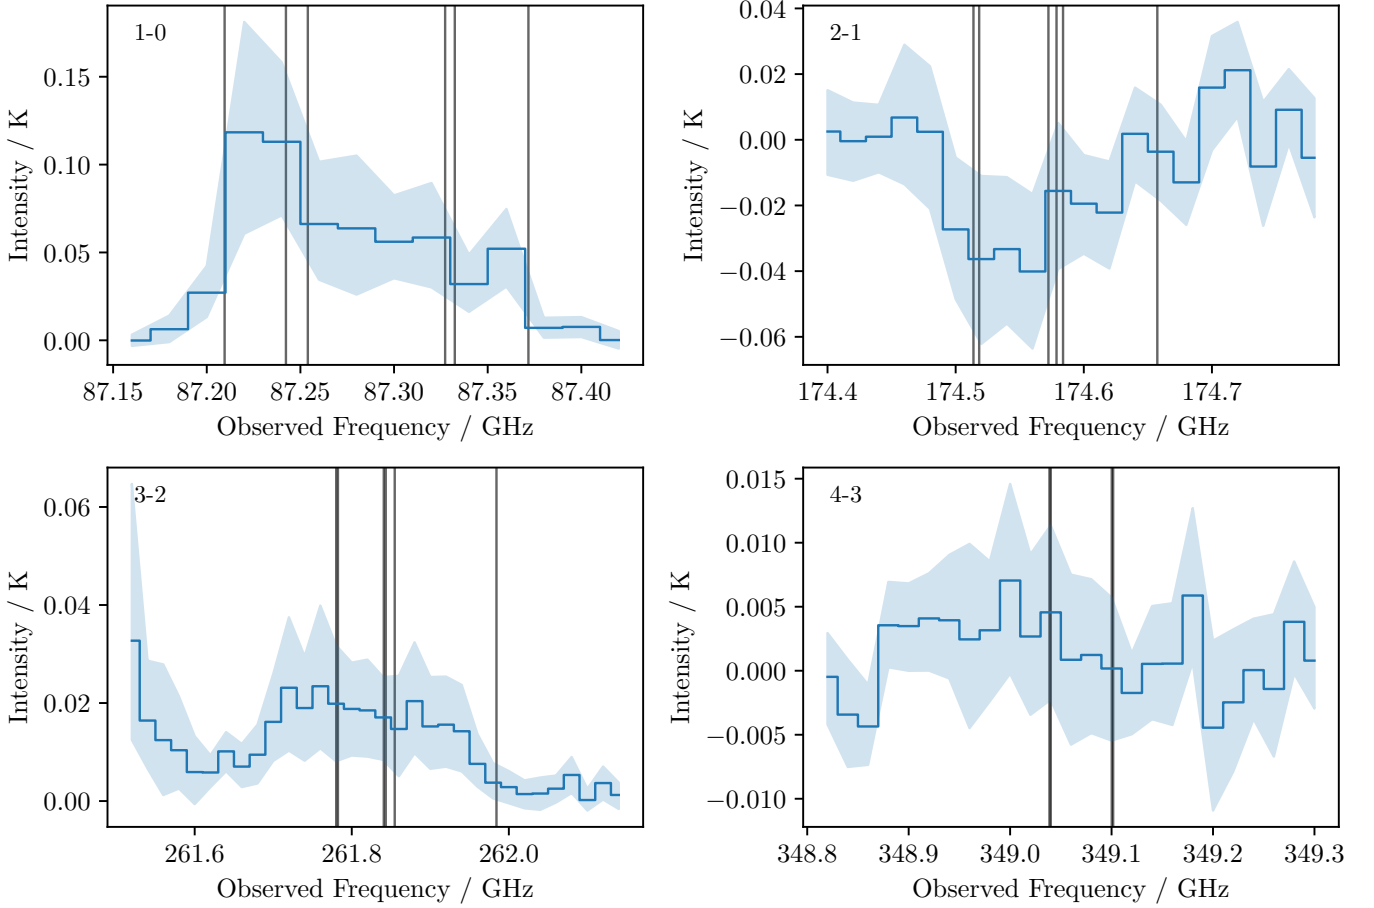 1-0
0.15
0.10
0.05
0.00
Intensity / K
87.15 87.20 87.25 87.30 87.35 87.40
Observed Frequency / GHz
2-1
0.04
0.02
0.00
−0.02
−0.04
−0.06
Intensity / K
174.4 174.5 174.6 174.7
Observed Frequency / GHz
3-2
0.06
0.04
0.02
0.00
Intensity / K
261.6 261.8 262.0
Observed Frequency / GHz
4-3
0.015
0.010
0.005
0.000
−0.005
−0.010
Intensity / K
348.8 348.9 349.0 349.1 349.2 349.3
Observed Frequency / GHz